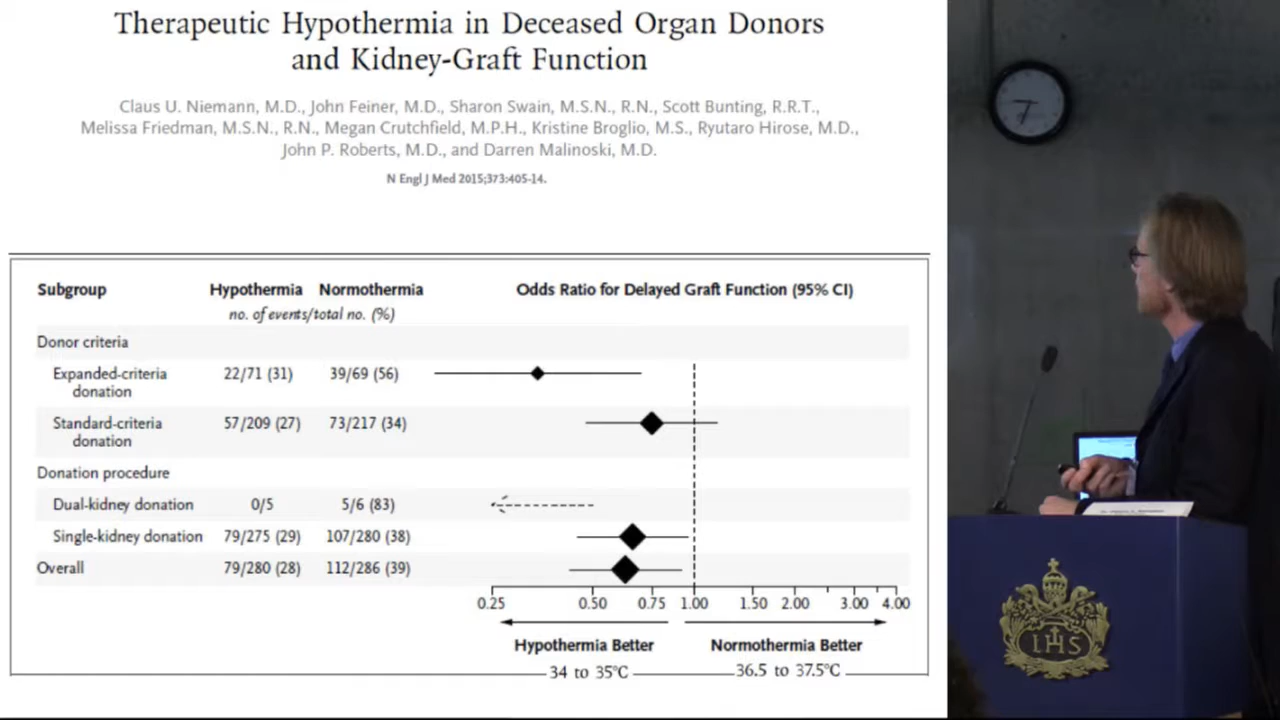 Therapeutic Hypothermia in Deceased Organ Donors
and Kidney-Graft Function
Claus U. Niemann, M.D., John Feiner, M.D., Sharon Swain, M.S.N., R.N., Scott Bunting, R.R.T.,
Melissa Friedman, M.S.N., R.N., Megan Crutchfield, M.P.H., Kristine Broglio, M.S., Ryutaro Hirose, M.D.,
John P. Roberts, M.D., and Darren Malinoski, M.D.
N Engl J Med 2015;373:405-14.
Subgroup Hypothermia Normothermia Odds Ratio for Delayed Graft Function (95% CI)
no. of events/total no. (%)
Donor criteria
Expanded-criteria 22/71 (31) 39/69 (56)
donation
Standard-criteria 57/209 (27) 73/217 (34)
donation
Donation procedure
Dual-kidney donation 0/5 5/6 (83)
Single-kidney donation 79/275 (29) 107/280 (38)
Overall 79/280 (28) 112/286 (39)
0.25 0.50 0.75 1.00 1.50 2.00 3.00 4.00
Hypothermia Better Normothermia Better
34 to 35°C 36.5 to 37.5°C
IHS